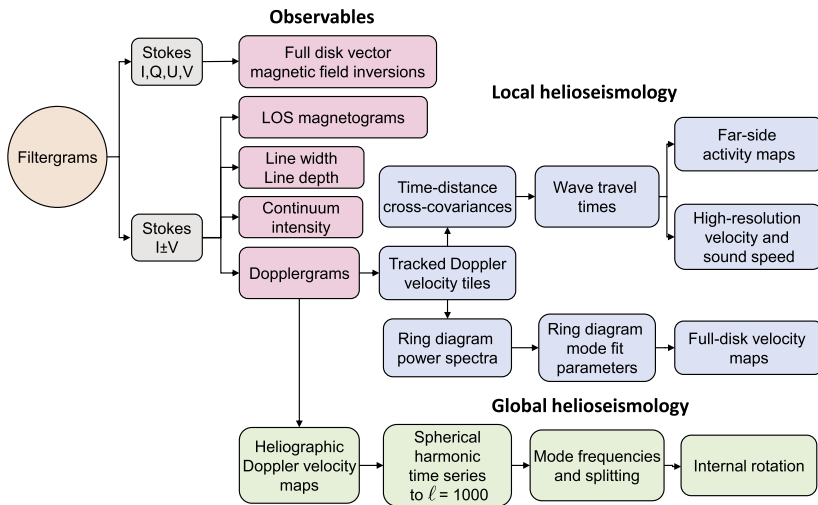 Observables
Stokes
I,Q,U,V
Full disk vector
magnetic field inversions
Local helioseismology
LOS magnetograms
Filtergrams
Line width
Line depth
Continuum
intensity
Stokes
I±V
Dopplergrams
Time-distance
cross-covariances
Wave travel
times
Far-side
activity maps
High-resolution
velocity and
sound speed
Tracked Doppler
velocity tiles
Ring diagram
power spectra
Ring diagram
mode fit
parameters
Full-disk velocity
maps
Global helioseismology
Heliographic
Doppler velocity
maps
Spherical
harmonic
time series
to ℓ = 1000
Mode frequencies
and splitting
Internal rotation